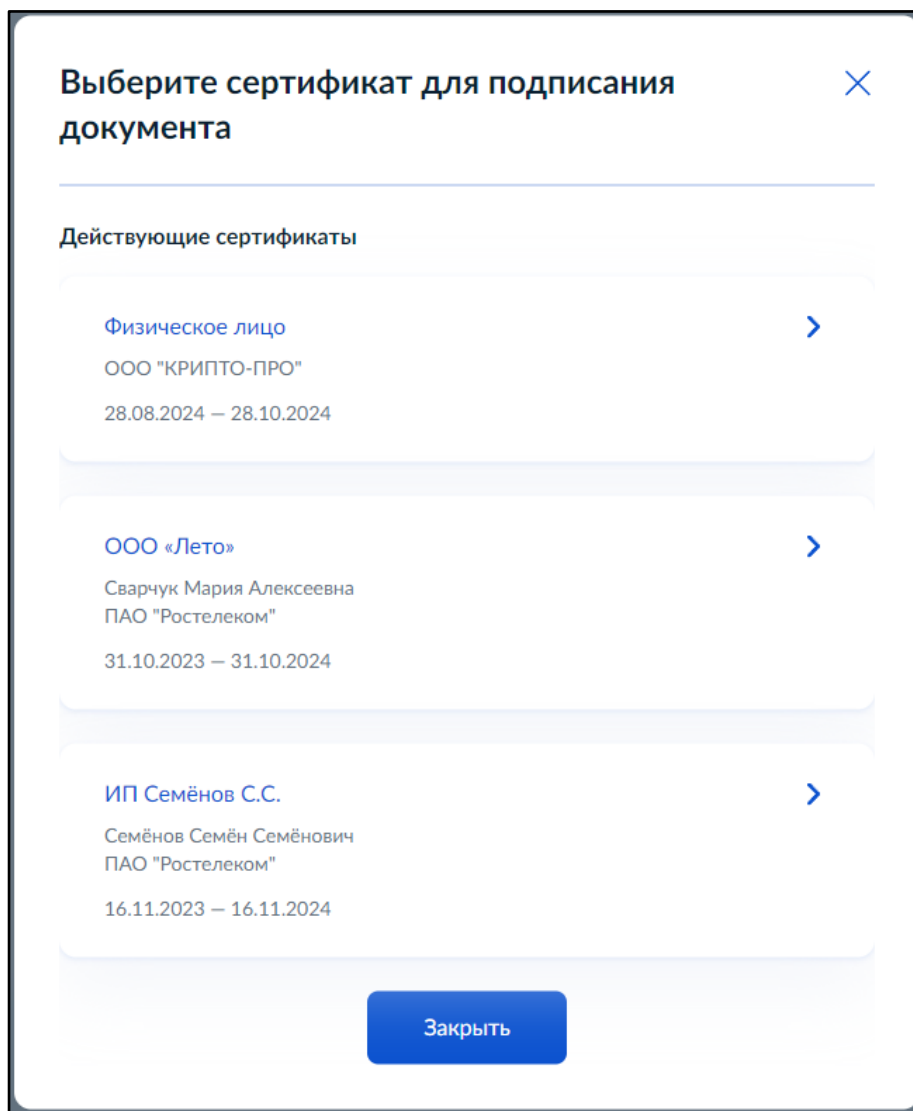 Выберите сертификат для подписания
документа
Действующие сертификаты
Физическое лицо
ООО "КРИПТО-ПРО"
28.08.2024 — 28.10.2024
ООО «Лето»
Сварчук Мария Алексеевна
ПАО "Ростелеком"
31.10.2023 — 31.10.2024
ИП Семёнов С.С.
Семёнов Семён Семёнович
ПАО "Ростелеком"
16.11.2023 — 16.11.2024
Закрыть